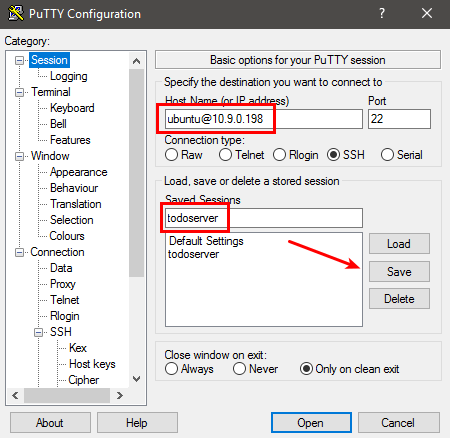 PuTTY Configuration
Category:
Session
Logging
Terminal
Keyboard
Bell
Features
Window
Appearance
Behaviour
Translation
Selection
Colours
Connection
Data
Proxy
Telnet
Rlogin
SSH
Kex
Host keys
Cipher
Basic options for your PuTTY session
Specify the destination you want to connect to
Host Name (or IP address) Port
ubuntu@10.9.0.198 22
Connection type:
Raw Telnet Rlogin SSH Serial
Load, save or delete a stored session
Saved Sessions
todoserver
Default Settings Load
todoserver
Save
Delete
Close window on exit:
Always Never Only on clean exit
About Help Open Cancel